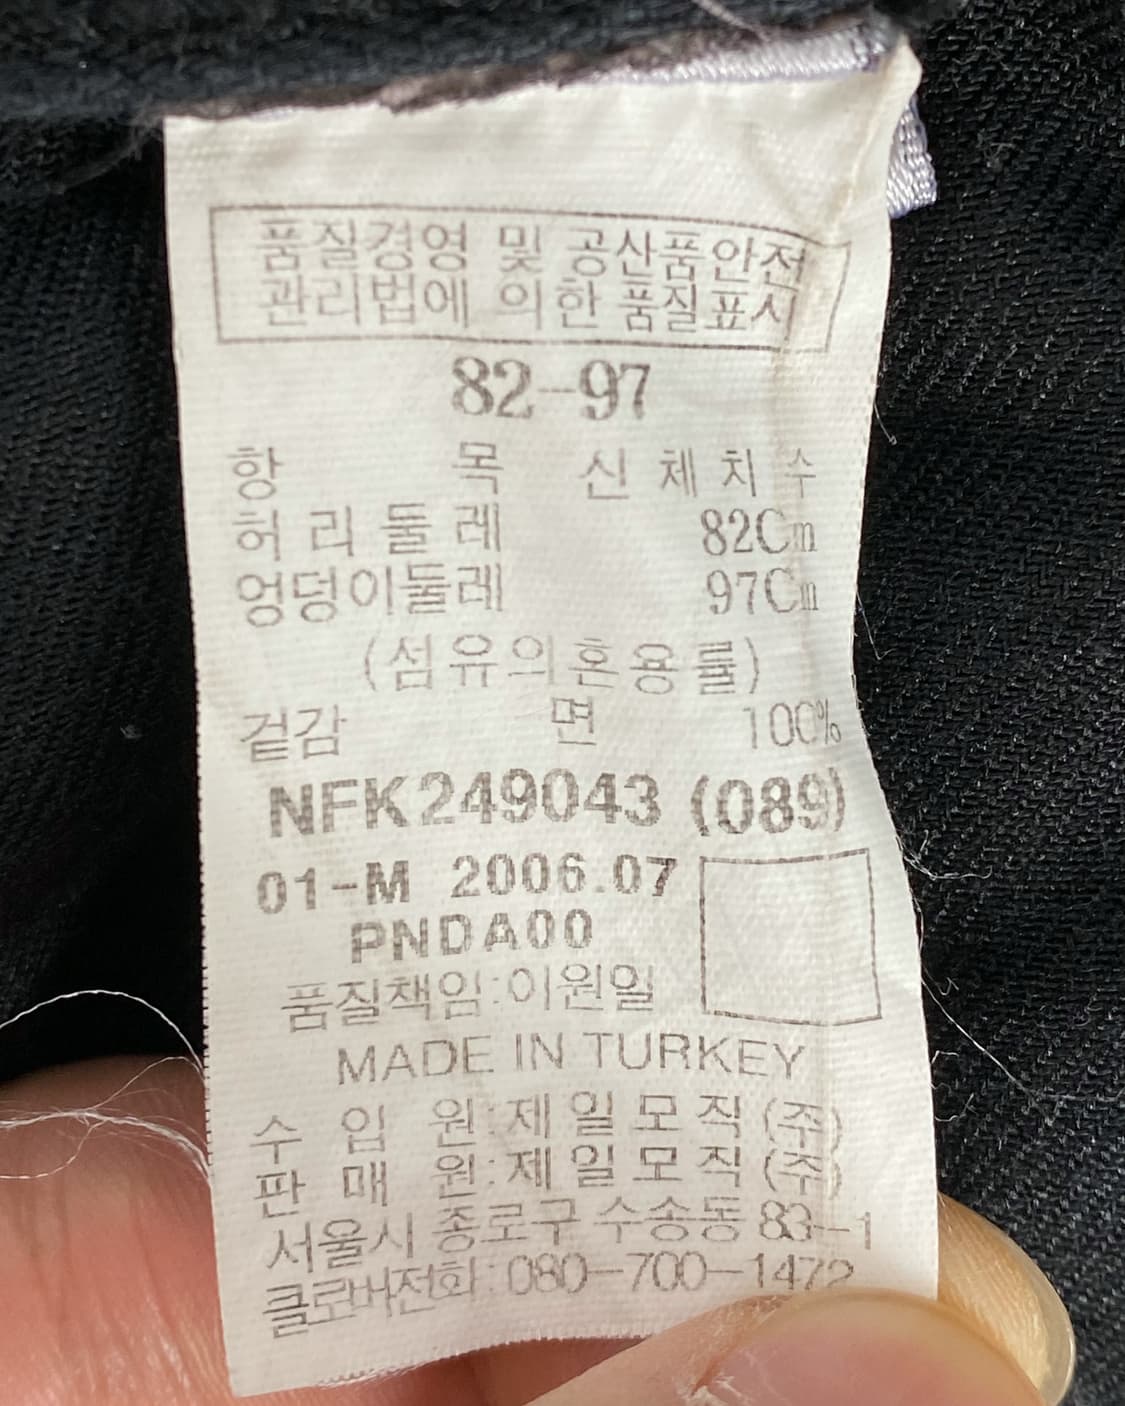 품질경영 및 공산품안전
관리법에 의한 품질표시
82-97
항 목 신체치수
허리둘레 82Cm
엉덩이둘레 97Cm
(섬유의혼용률)
겉감 면 100%
NFK249043 (089)
01-M 2006.07
PNDA00
품질책임:이원일
MADE IN TURKEY
수 입 원:제일모직(주)
판 매 원:제일모직(주)
서울시 종로구 수송동 83-1
클로버전화:080-700-1472